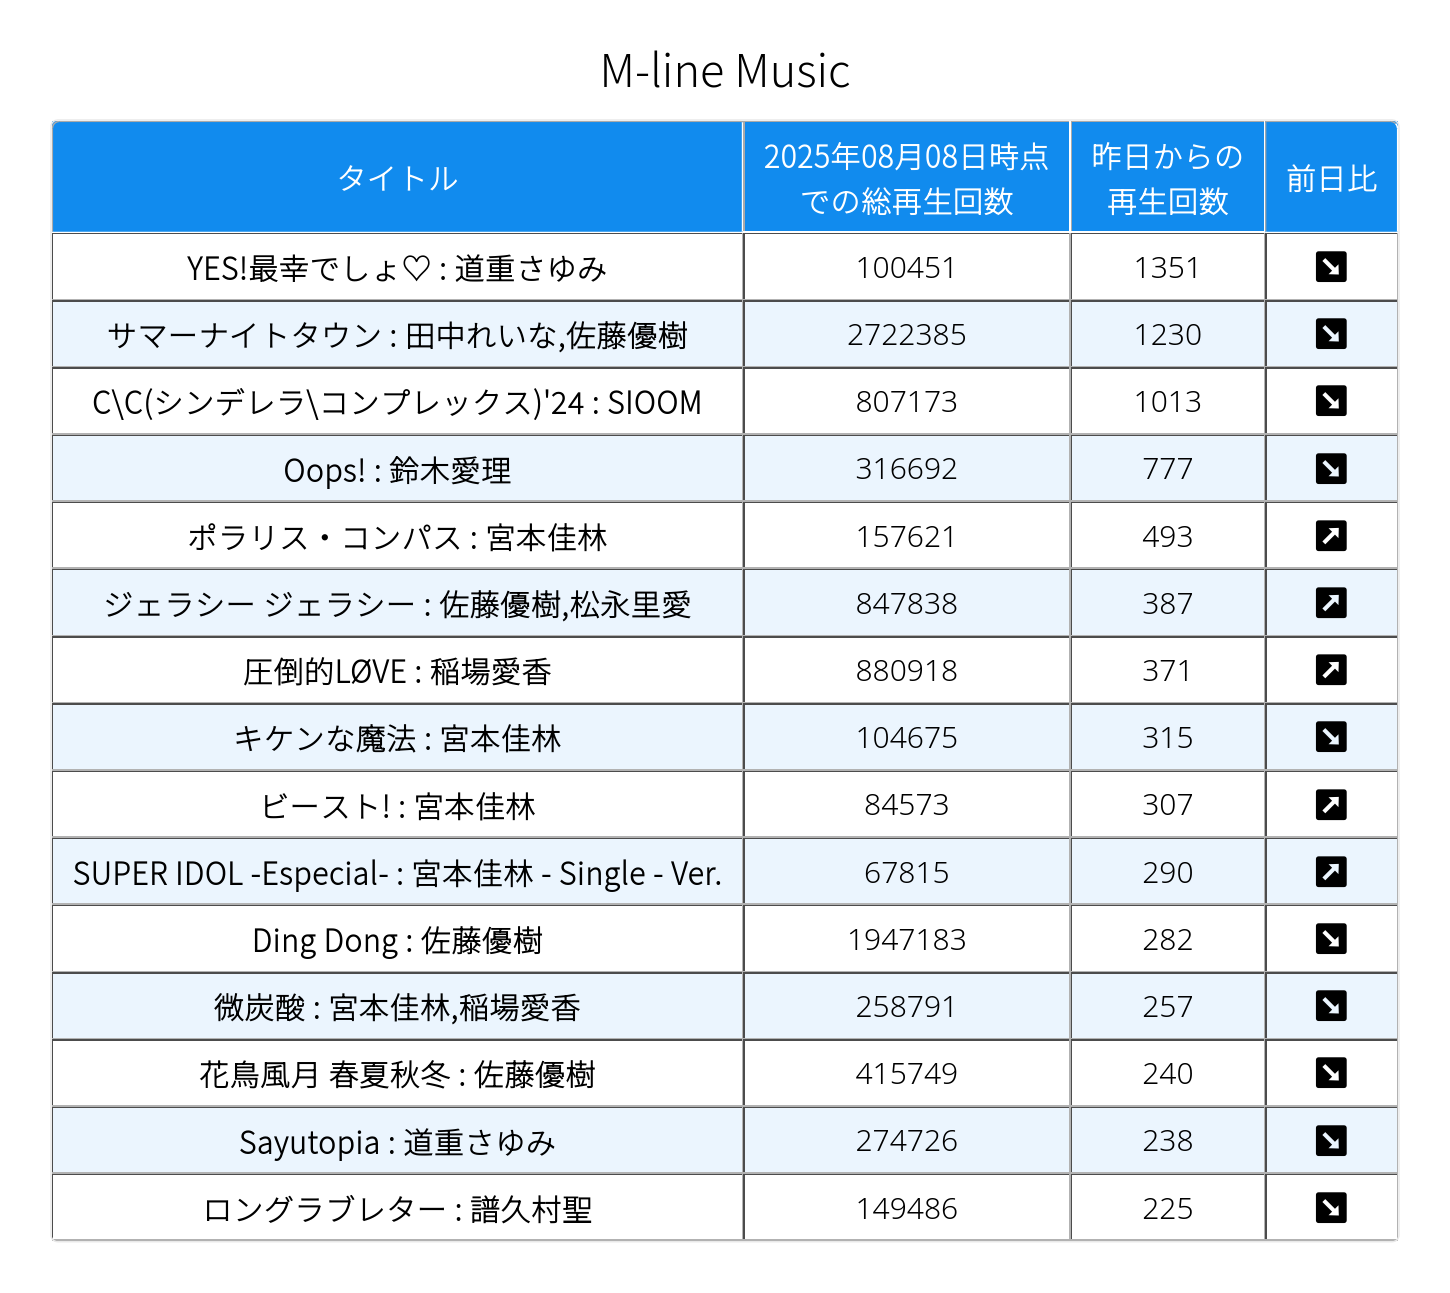 M-line Music
タイトル 2025年08月08日時点での総再生回数 昨日からの再生回数 前日比
YES!最幸でしょ♡ : 道重さゆみ 100451 1351 ↘
サマーナイトタウン : 田中れいな,佐藤優樹 2722385 1230 ↘
C\C(シンデレラ\コンプレックス)'24 : SIOOM 807173 1013 ↘
Oops! : 鈴木愛理 316692 777 ↘
ポラリス・コンパス : 宮本佳林 157621 493 ↗
ジェラシー ジェラシー : 佐藤優樹,松永里愛 847838 387 ↗
圧倒的LØVE : 稲場愛香 880918 371 ↗
キケンな魔法 : 宮本佳林 104675 315 ↘
ビースト! : 宮本佳林 84573 307 ↗
SUPER IDOL -Especial- : 宮本佳林 - Single - Ver. 67815 290 ↗
Ding Dong : 佐藤優樹 1947183 282 ↘
微炭酸 : 宮本佳林,稲場愛香 258791 257 ↘
花鳥風月 春夏秋冬 : 佐藤優樹 415749 240 ↘
Sayutopia : 道重さゆみ 274726 238 ↘
ロングラブレター : 譜久村聖 149486 225 ↘